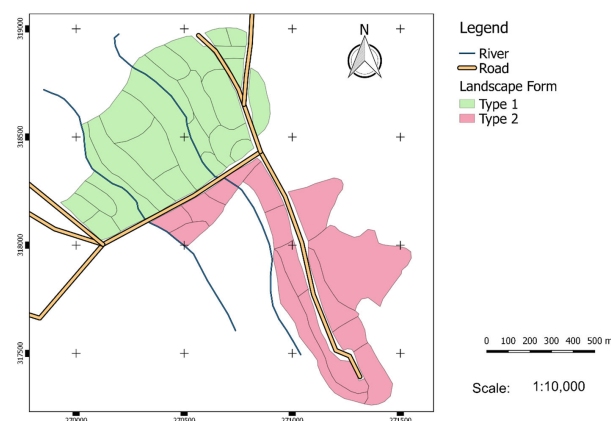 319000
318500
318000
317500
270000
270500
271000
271500
N
Legend
River
Road
Landscape Form
Type 1
Type 2
0 100 200 300 400 500 m
Scale: 1:10,000